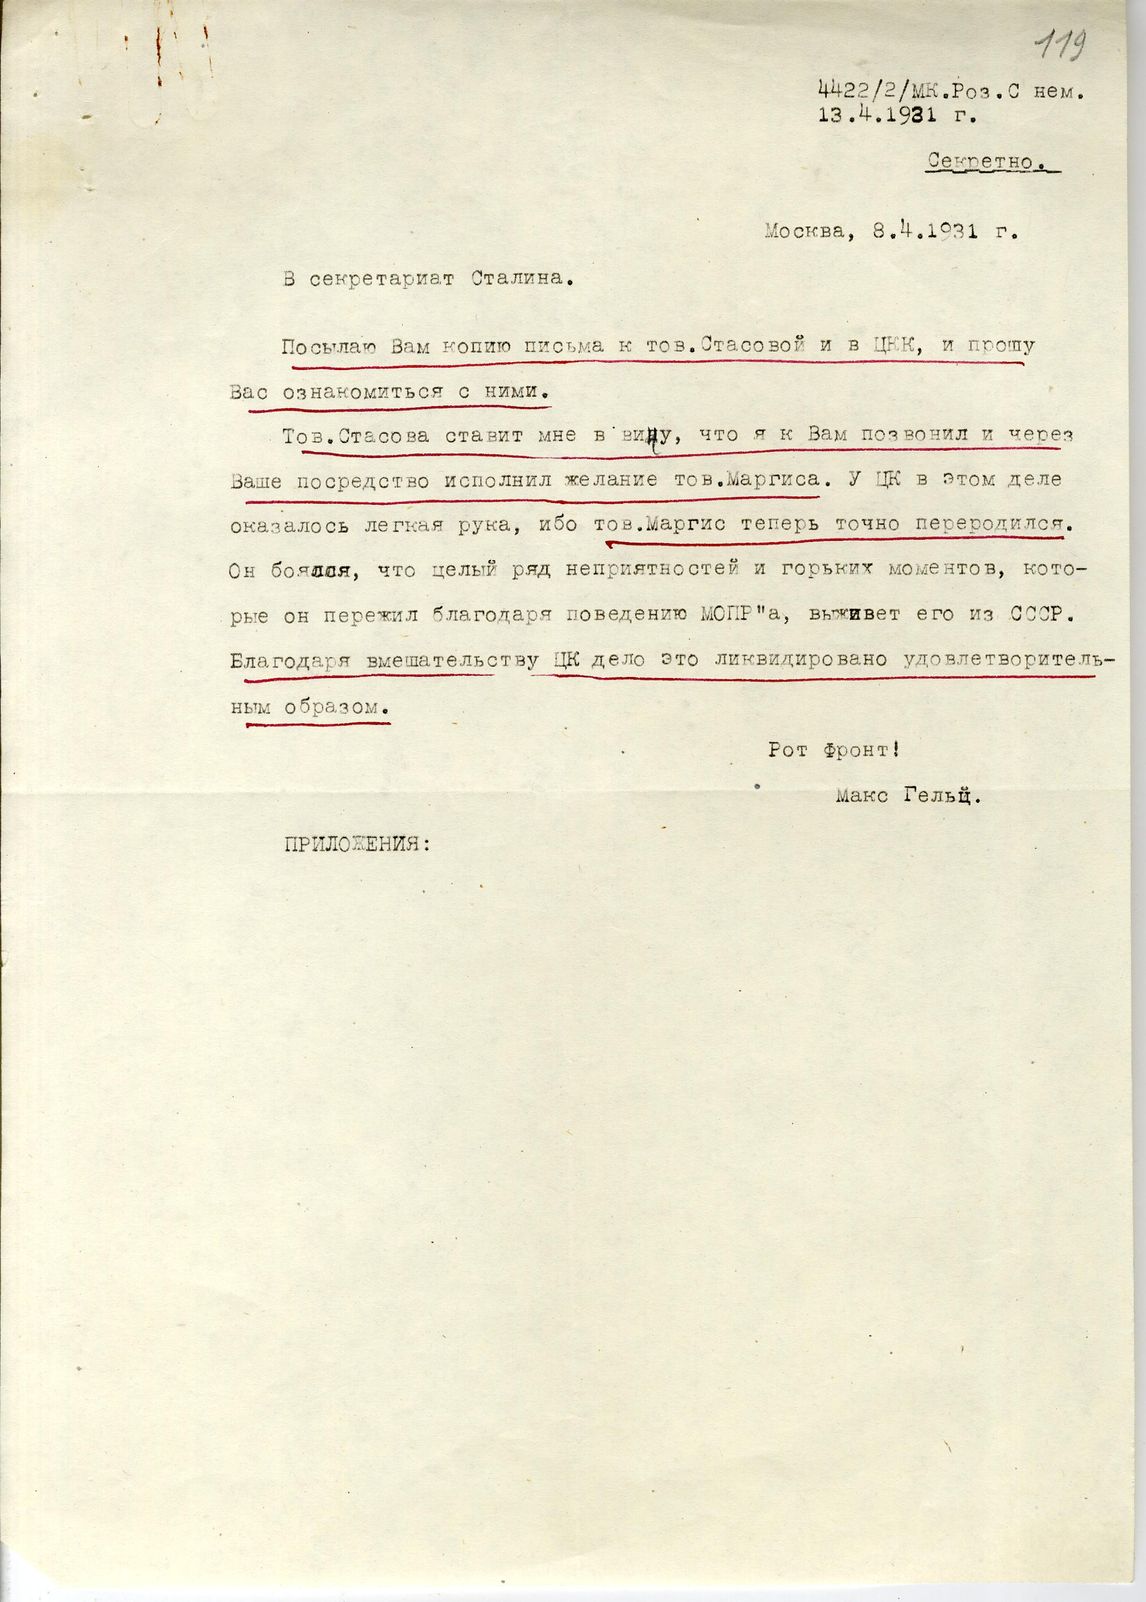 119
4422/2/МК.Роз.С нем.
13.4.1931 г.
Секретно.
Москва, 8.4.1931 г.
В секретариат Сталина.
Посылаю Вам копию письма к тов.Стасовой и в ЦКК, и прошу
Вас ознакомиться с ними.
Тов.Стасова ставит мне в виду, что я к Вам позвонил и через
Ваше посредство исполнил желание тов.Маргиса. У ЦК в этом деле
оказалось легкая рука, ибо тов.Маргис теперь точно переродился.
Он боялся, что целый ряд неприятностей и горьких моментов, кото-
рые он пережил благодаря поведению МОПР"а, выживет его из СССР.
Благодаря вмешательству ЦК дело это ликвидировано удовлетворитель-
ным образом.
Рот Фронт!
Макс Гельц.
ПРИЛОЖЕНИЯ: